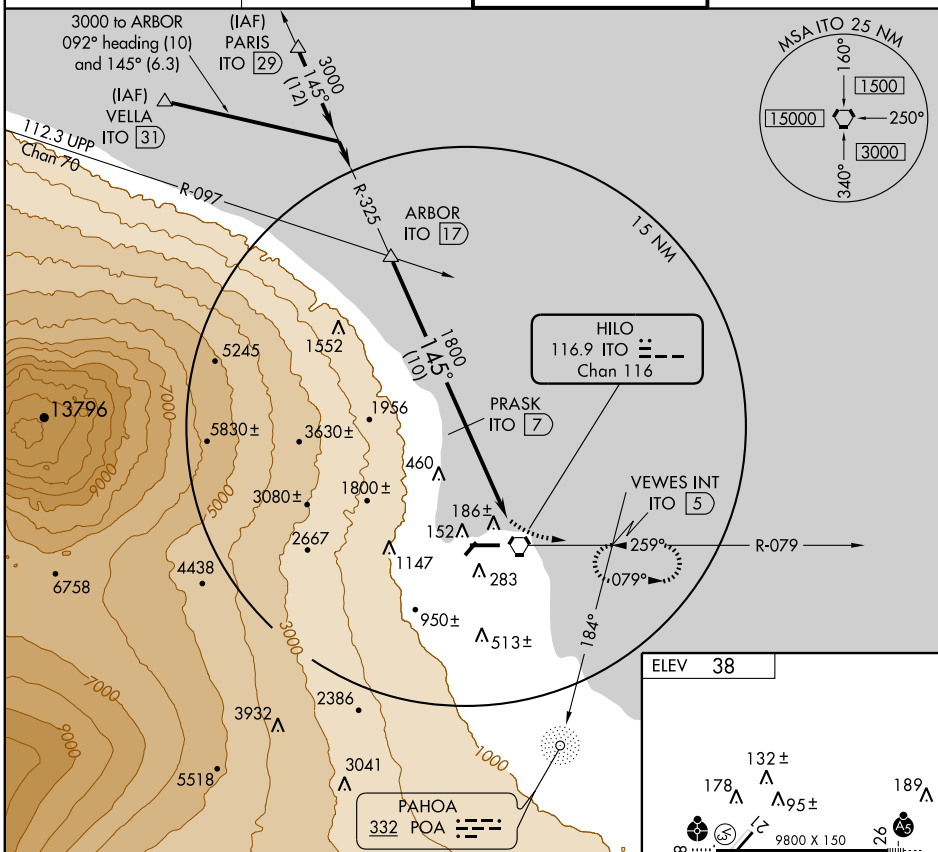 3000 to ARBOR
092° heading (10)
and 145° (6.3)
(IAF)
PARIS
ITO 29
3000
145°
(12)
(IAF)
VELLA
ITO 31
MSA ITO 25 NM
160°
1500
15000
250°
3000
340°
112.3 UPP
Chan 70
R-097
R-325
ARBOR
ITO 17
15 NM
1800
145°
(10)
HILO
116.9 ITO
Chan 116
PRASK
ITO 7
VEWES INT
ITO 5
1552
5245
7000
13796
9000
1956
5830±
3630±
460
5000
3080±
1800±
186±
152
2667
1147
259°
R-079
079°
283
6758
4438
950±
184°
513±
3000
ELEV 38
7000
2386
3932
9000
1000
132±
178
95±
189
5518
3041
PAHOA
332 POA
V3
21
9800 X 150
26
A5
8